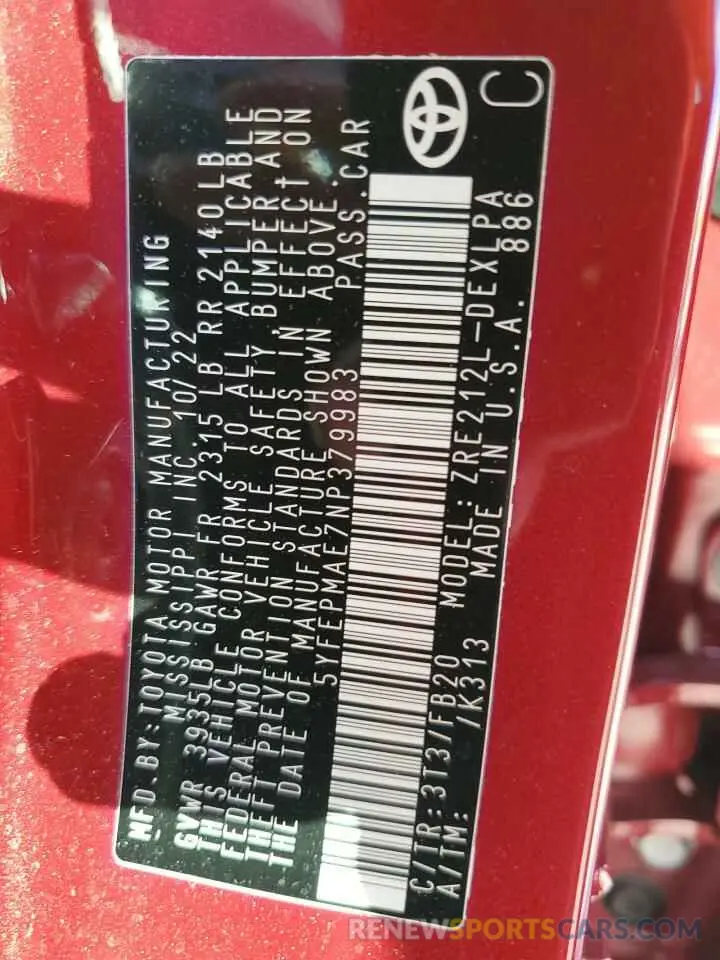 MFD.BY:TOYOTA MOTOR MANUFACTURING
MISSISSIPPI INC. 10/22
GVWR 3935LB GAWR FR 2315 LB RR 2140LB
THIS VEHICLE CONFORMS TO ALL APPLICABLE
FEDERAL MOTOR VEHICLE SAFETY, BUMPER AND
THEFT PREVENTION STANDARDS IN EFFECT ON
THE DATE OF MANUFACTURE SHOWN ABOVE.
5YFEPMAE7NP379983 PASS.CAR
C/TR:3T3/FB20 MODEL:ZRE212L-DEXLPA
A/TM: /K313 MADE IN U.S.A. 886
C
RENEWSPORTSCARS.COM